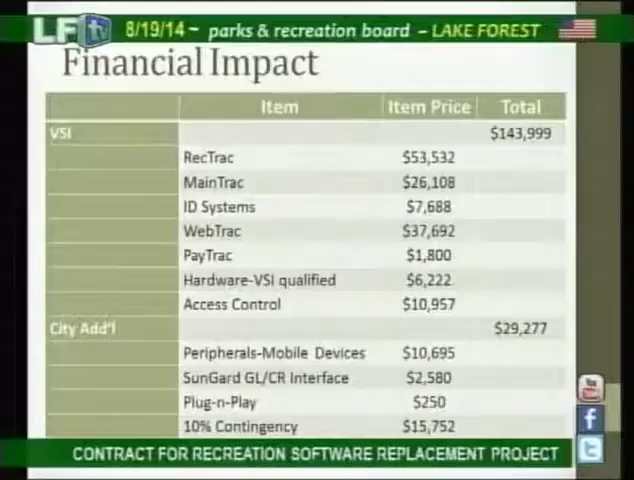 LFtv 8/19/14 ~ parks & recreation board - LAKE FOREST
Financial Impact
Item Item Price Total
VSI $143,999
RecTrac $53,532
MainTrac $26,108
ID Systems $7,688
WebTrac $37,692
PayTrac $1,800
Hardware-VSI qualified $6,222
Access Control $10,957
City Add'l $29,277
Peripherals-Mobile Devices $10,695
SunGard GL/CR Interface $2,580
Plug-n-Play $250
10% Contingency $15,752
You Tube
f
t
CONTRACT FOR RECREATION SOFTWARE REPLACEMENT PROJECT